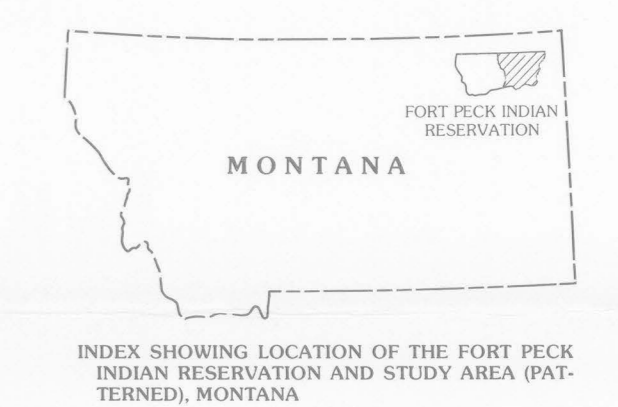 FORT PECK INDIAN
RESERVATION
MONTANA
INDEX SHOWING LOCATION OF THE FORT PECK
INDIAN RESERVATION AND STUDY AREA (PAT-
TERNED), MONTANA